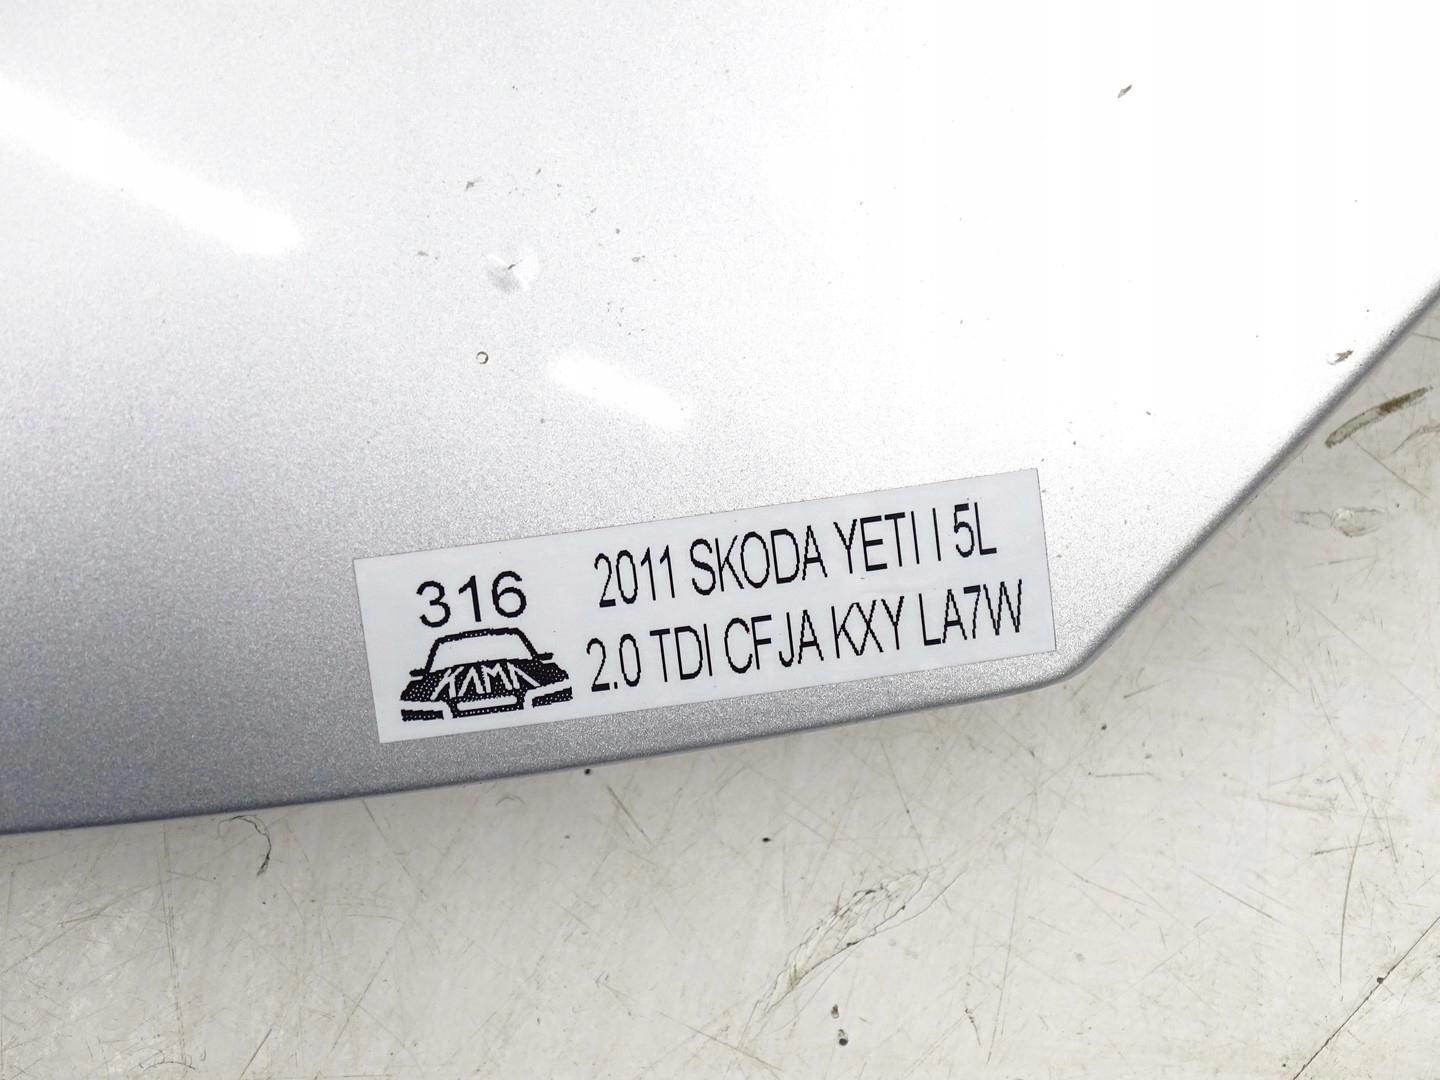 316
KAMA
2011 SKODA YETI I 5L
2.0 TDI CFJA KXY LA7W